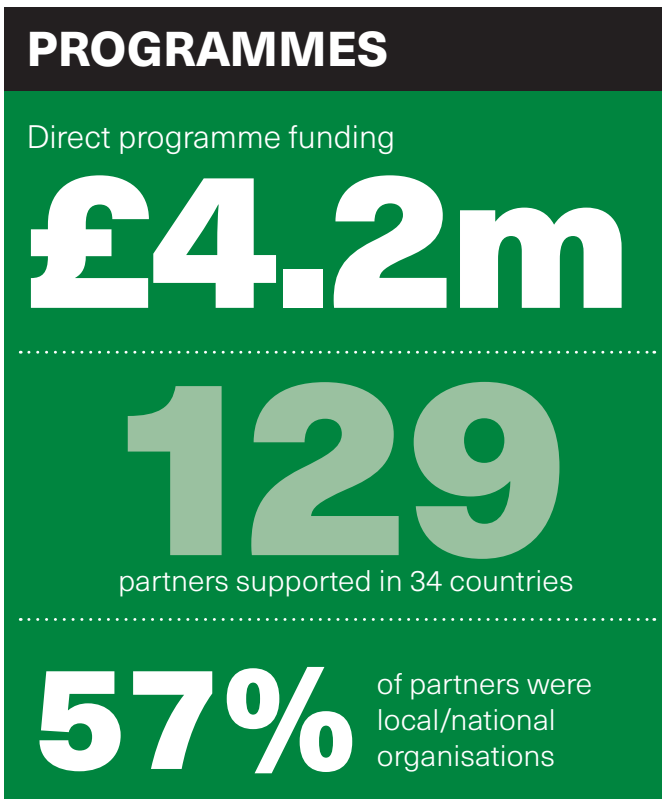 PROGRAMMES
Direct programme funding
£4.2m
129
partners supported in 34 countries
57%
of partners were
local/national
organisations